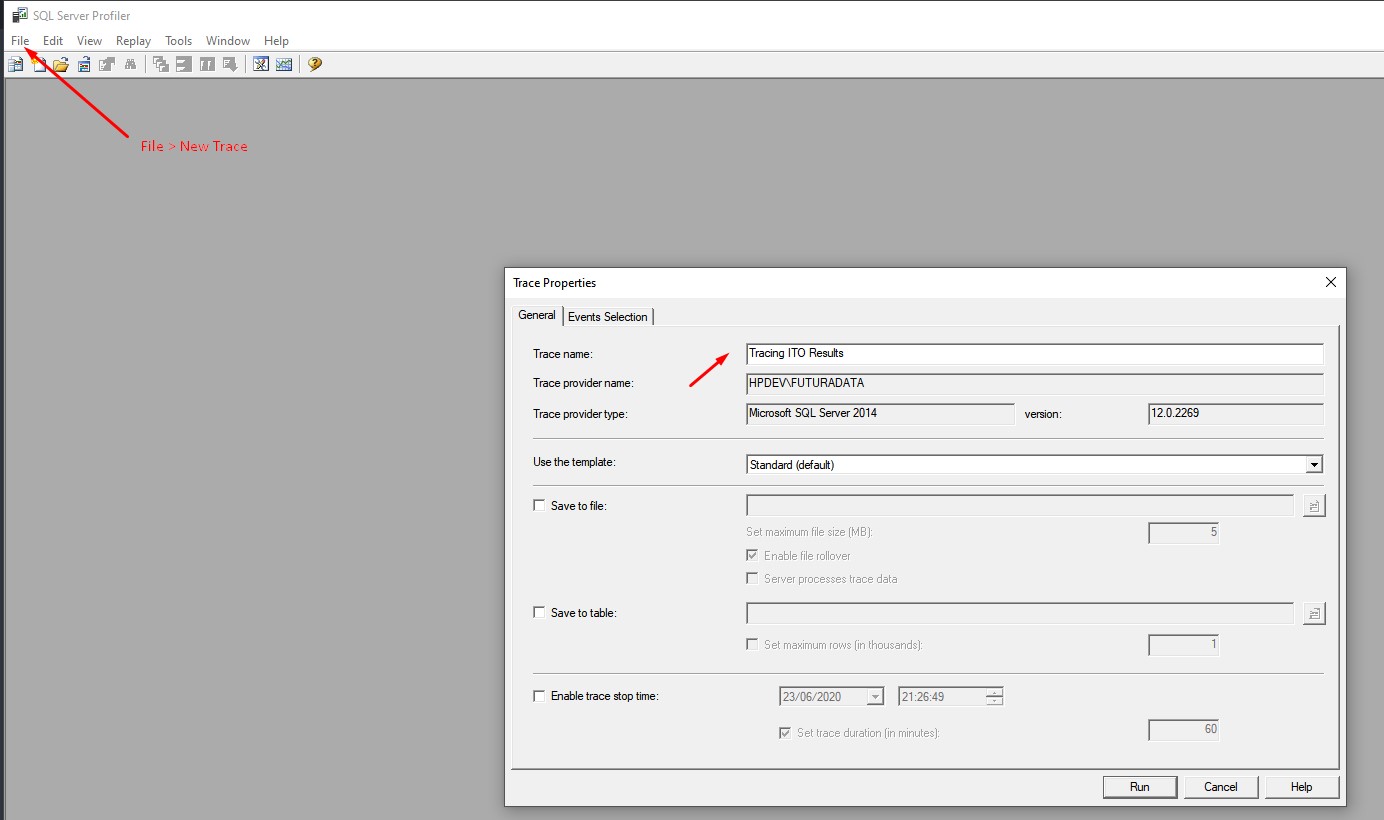 SQL Server Profiler
File Edit View Replay Tools Window Help
File > New Trace
Trace Properties
General Events Selection
Trace name: Tracing ITO Results
Trace provider name: HPDEV\FUTURADATA
Trace provider type: Microsoft SQL Server 2014 version: 12.0.2269
Use the template: Standard (default)
Save to file:
Set maximum file size (MB): 5
Enable file rollover
Server processes trace data
Save to table:
Set maximum rows (in thousands): 1
Enable trace stop time: 23/06/2020 21:26:49
Set trace duration (in minutes): 60
Run Cancel Help